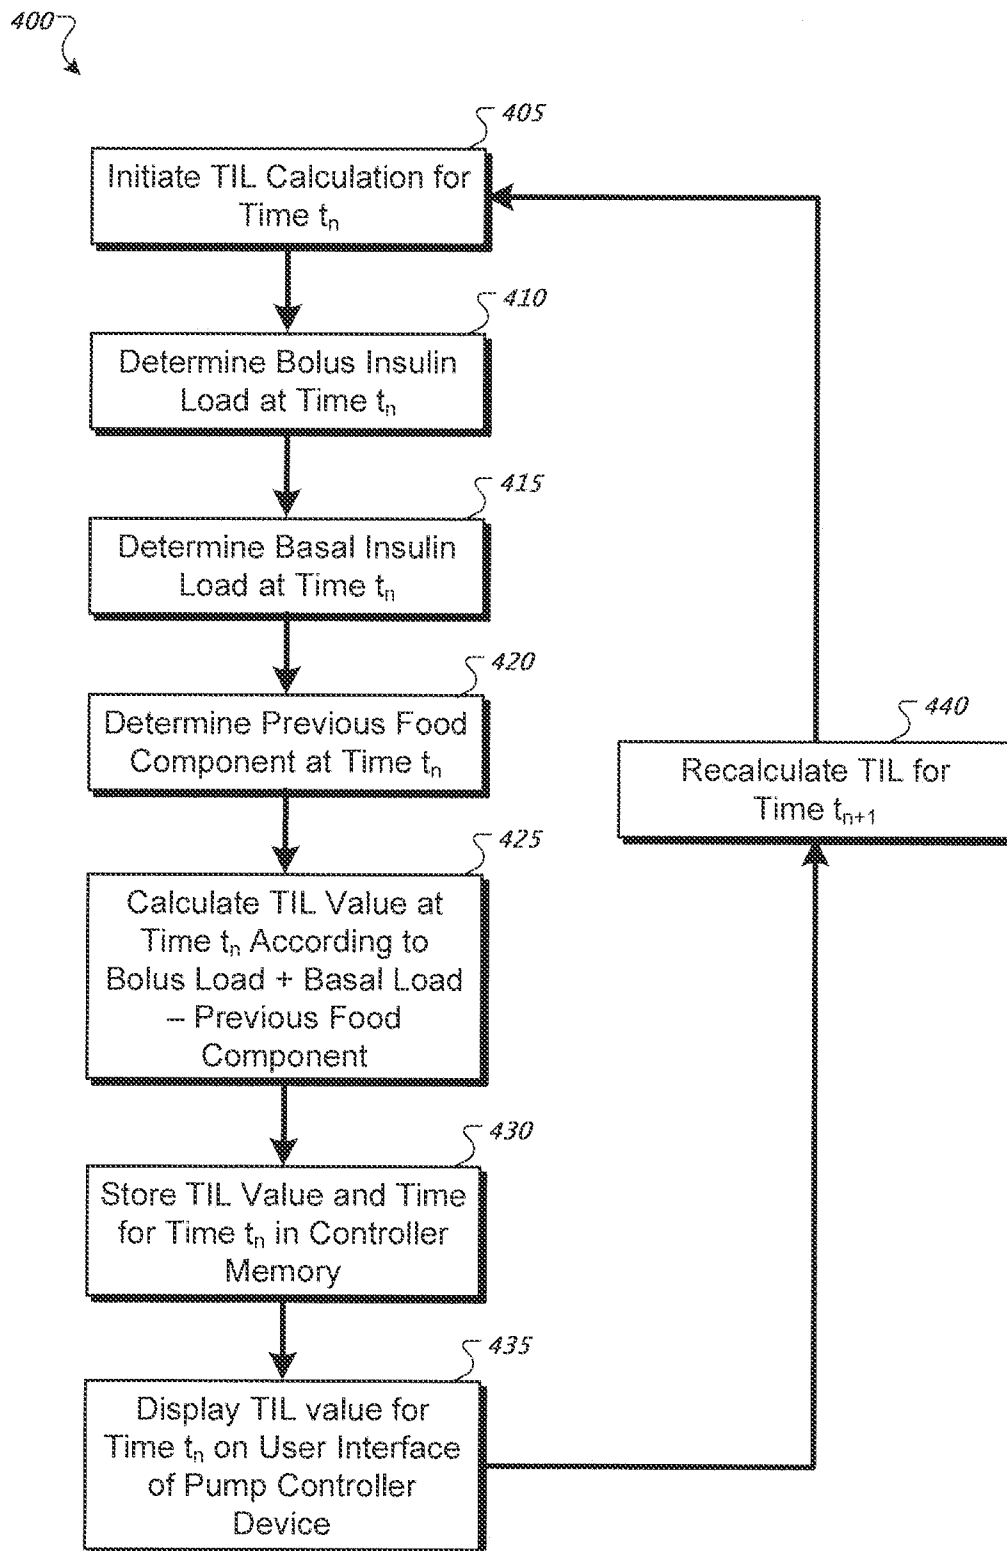 400
405
Initiate TIL Calculation for
Time tn
410
Determine Bolus Insulin
Load at Time tn
415
Determine Basal Insulin
Load at Time tn
420
Determine Previous Food
Component at Time tn
440
Recalculate TIL for
Time tn+1
425
Calculate TIL Value at
Time tn According to
Bolus Load + Basal Load
– Previous Food
Component
430
Store TIL Value and Time
for Time tn in Controller
Memory
435
Display TIL value for
Time tn on User Interface
of Pump Controller
Device